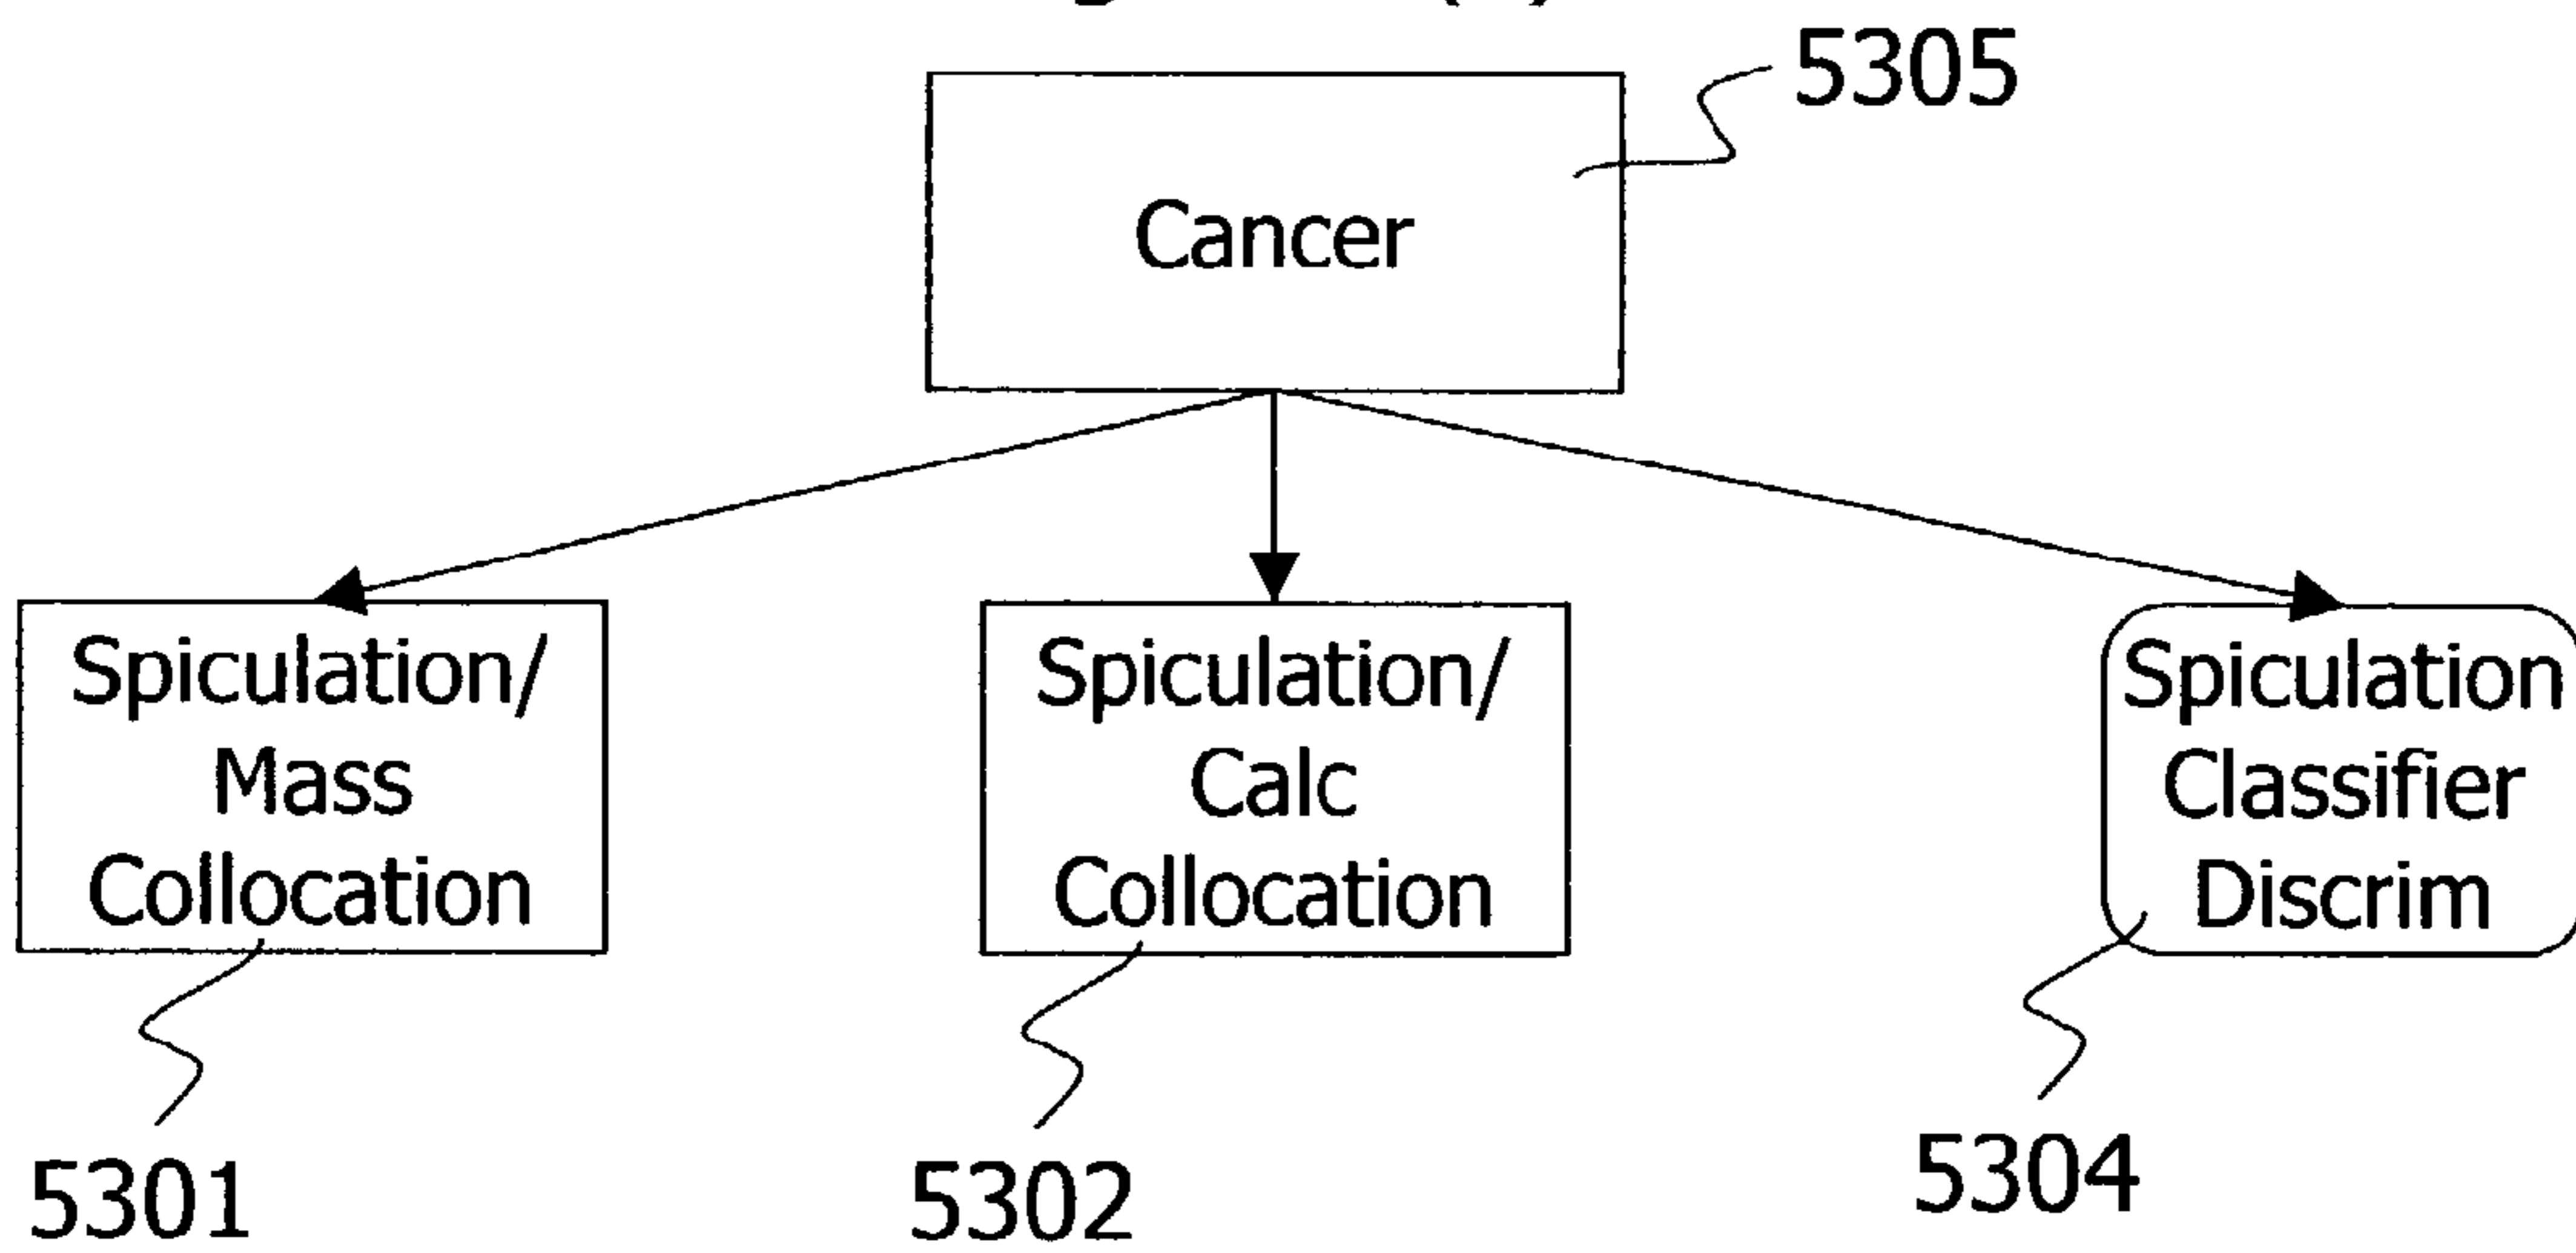 5305
Cancer
Spiculation/
Mass
Collocation
Spiculation/
Calc
Collocation
Spiculation
Classifier
Discrim
5301
5302
5304